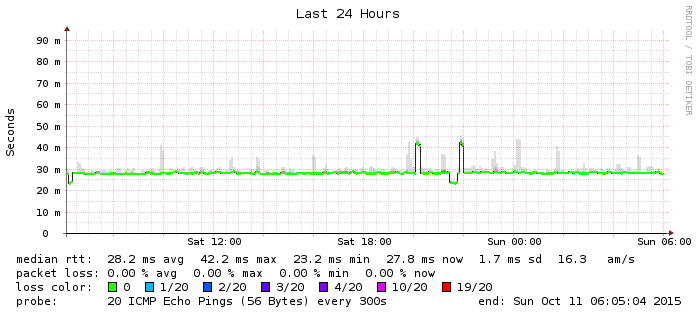 Last 24 Hours
RRDTOOL / TOBI OETIKER
Seconds
90 m
80 m
70 m
60 m
50 m
40 m
30 m
20 m
10 m
0
Sat 12:00 Sat 18:00 Sun 00:00 Sun 06:00
median rtt: 28.2 ms avg 42.2 ms max 23.2 ms min 27.8 ms now 1.7 ms sd 16.3 am/s
packet loss: 0.00 % avg 0.00 % max 0.00 % min 0.00 % now
loss color: 0 1/20 2/20 3/20 4/20 10/20 19/20
probe: 20 ICMP Echo Pings (56 Bytes) every 300s end: Sun Oct 11 06:05:04 2015